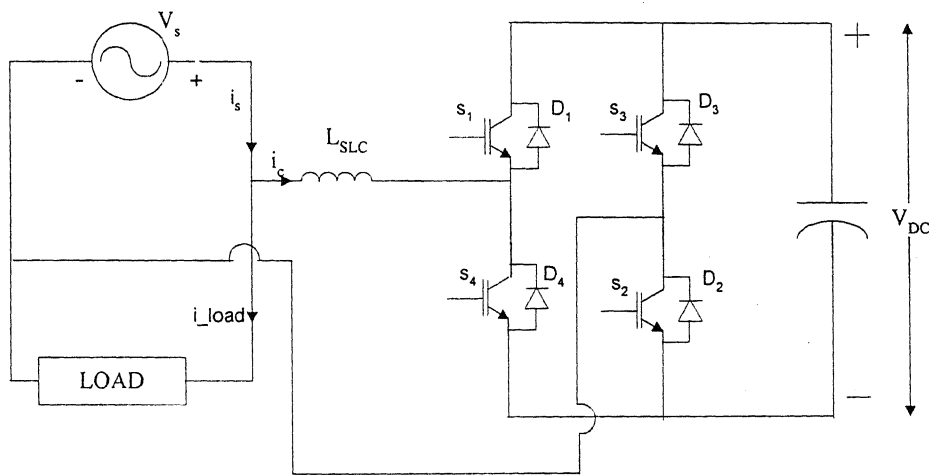 V_s
- +
i_s
L_SLC
i_c
i_load
LOAD
s_1
D_1
s_3
D_3
s_4
D_4
s_2
D_2
+
V_DC
−